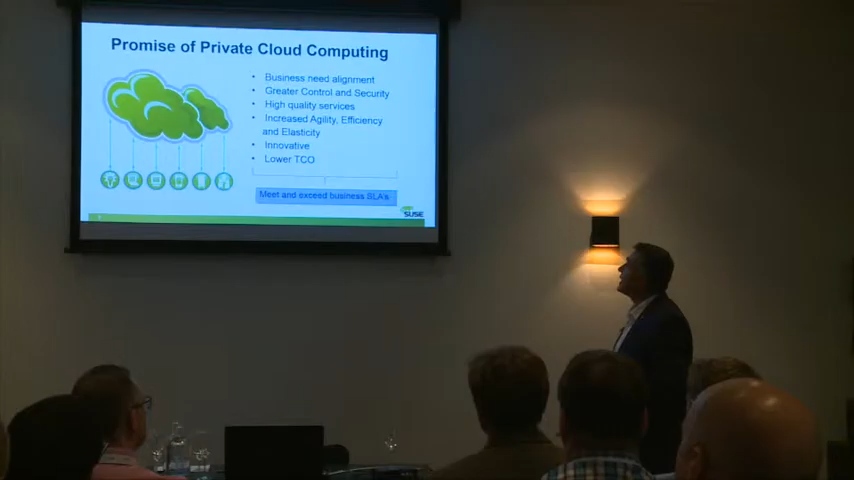 Promise of Private Cloud Computing
• Business need alignment
• Greater Control and Security
• High quality services
• Increased Agility, Efficiency
and Elasticity
• Innovative
• Lower TCO
Meet and exceed business SLA's
SUSE